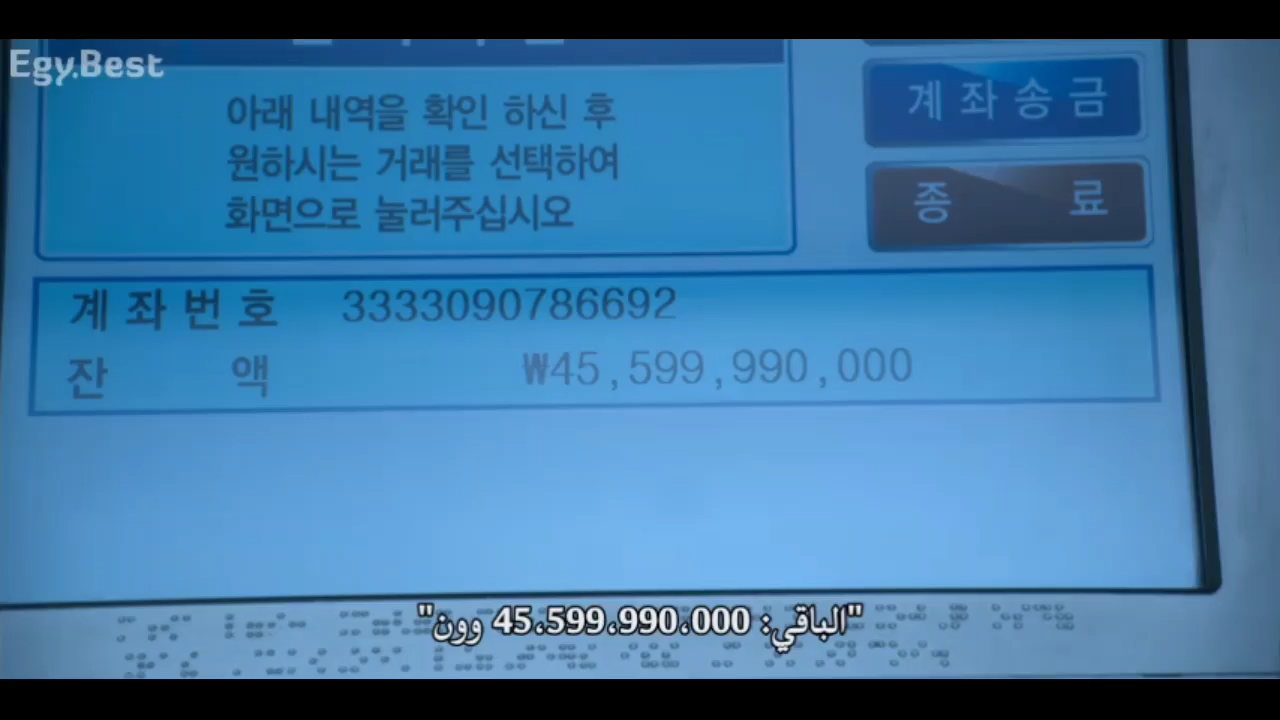 Egy.Best
아래 내역을 확인 하신 후
원하시는 거래를 선택하여
화면으로 눌러주십시오
계좌송금
종료
계좌번호 3333090786692
잔액 ₩45,599,990,000
"الباقي: 45،599،990،000 وون"